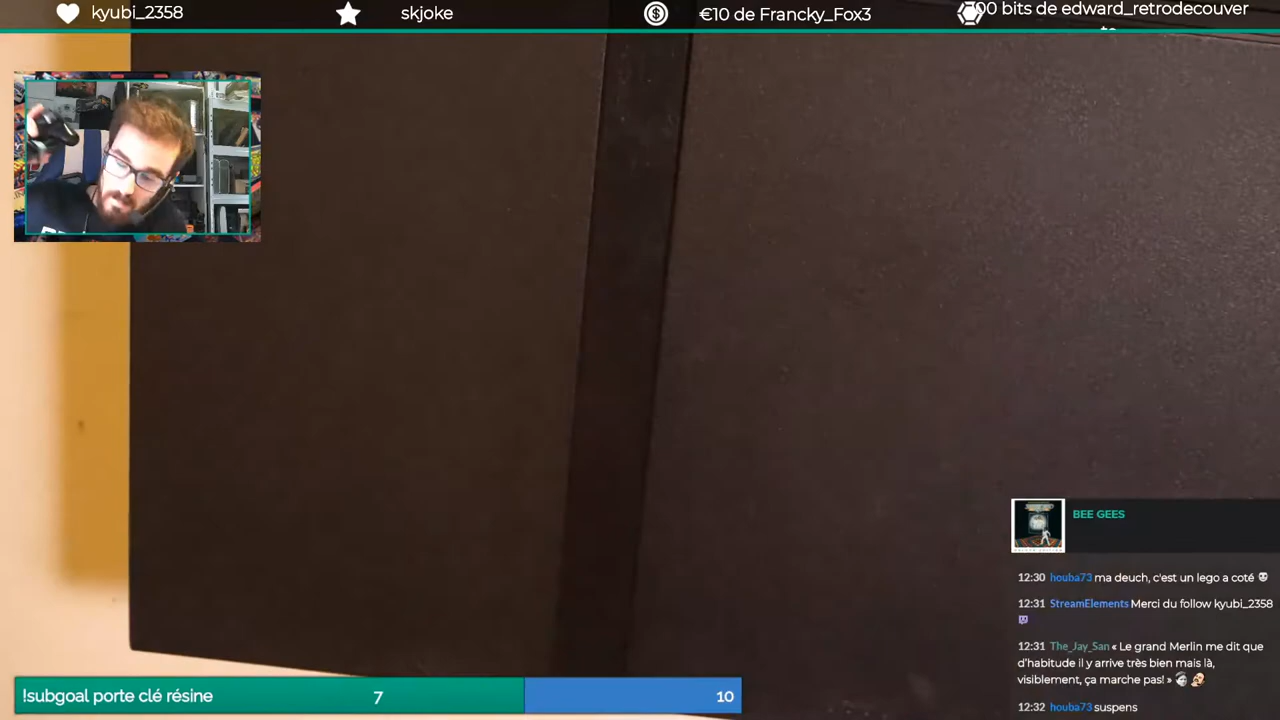 kyubi_2358
skjoke
€10 de Francky_Fox3
300 bits de edward_retrodecouver
BEE GEES
12:30 houba73 ma deuch, c'est un lego a coté
12:31 StreamElements Merci du follow kyubi_2358
12:31 The_Jay_San « Le grand Merlin me dit que
d'habitude il y arrive très bien mais là,
visiblement, ça marche pas! »
12:32 houba73 suspens
!subgoal porte clé résine 7 10